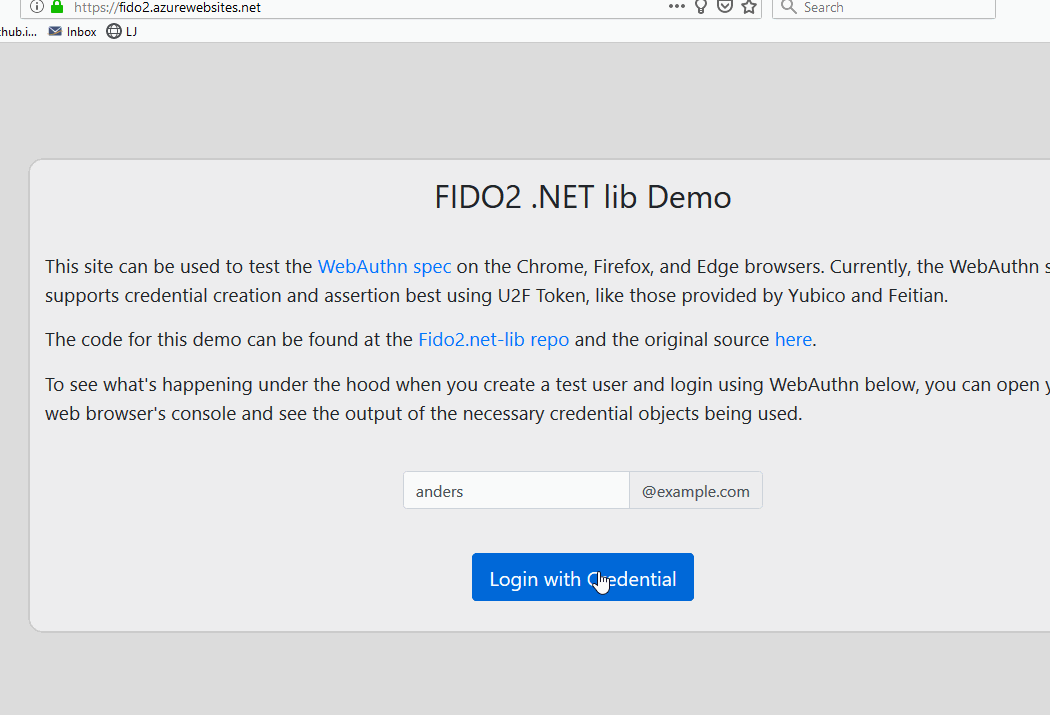 https://fido2.azurewebsites.net
Search
hub.i...
Inbox
LJ
FIDO2 .NET lib Demo
This site can be used to test the WebAuthn spec on the Chrome, Firefox, and Edge browsers. Currently, the WebAuthn s
supports credential creation and assertion best using U2F Token, like those provided by Yubico and Feitian.
The code for this demo can be found at the Fido2.net-lib repo and the original source here.
To see what's happening under the hood when you create a test user and login using WebAuthn below, you can open y
web browser's console and see the output of the necessary credential objects being used.
anders
@example.com
Login with Credential